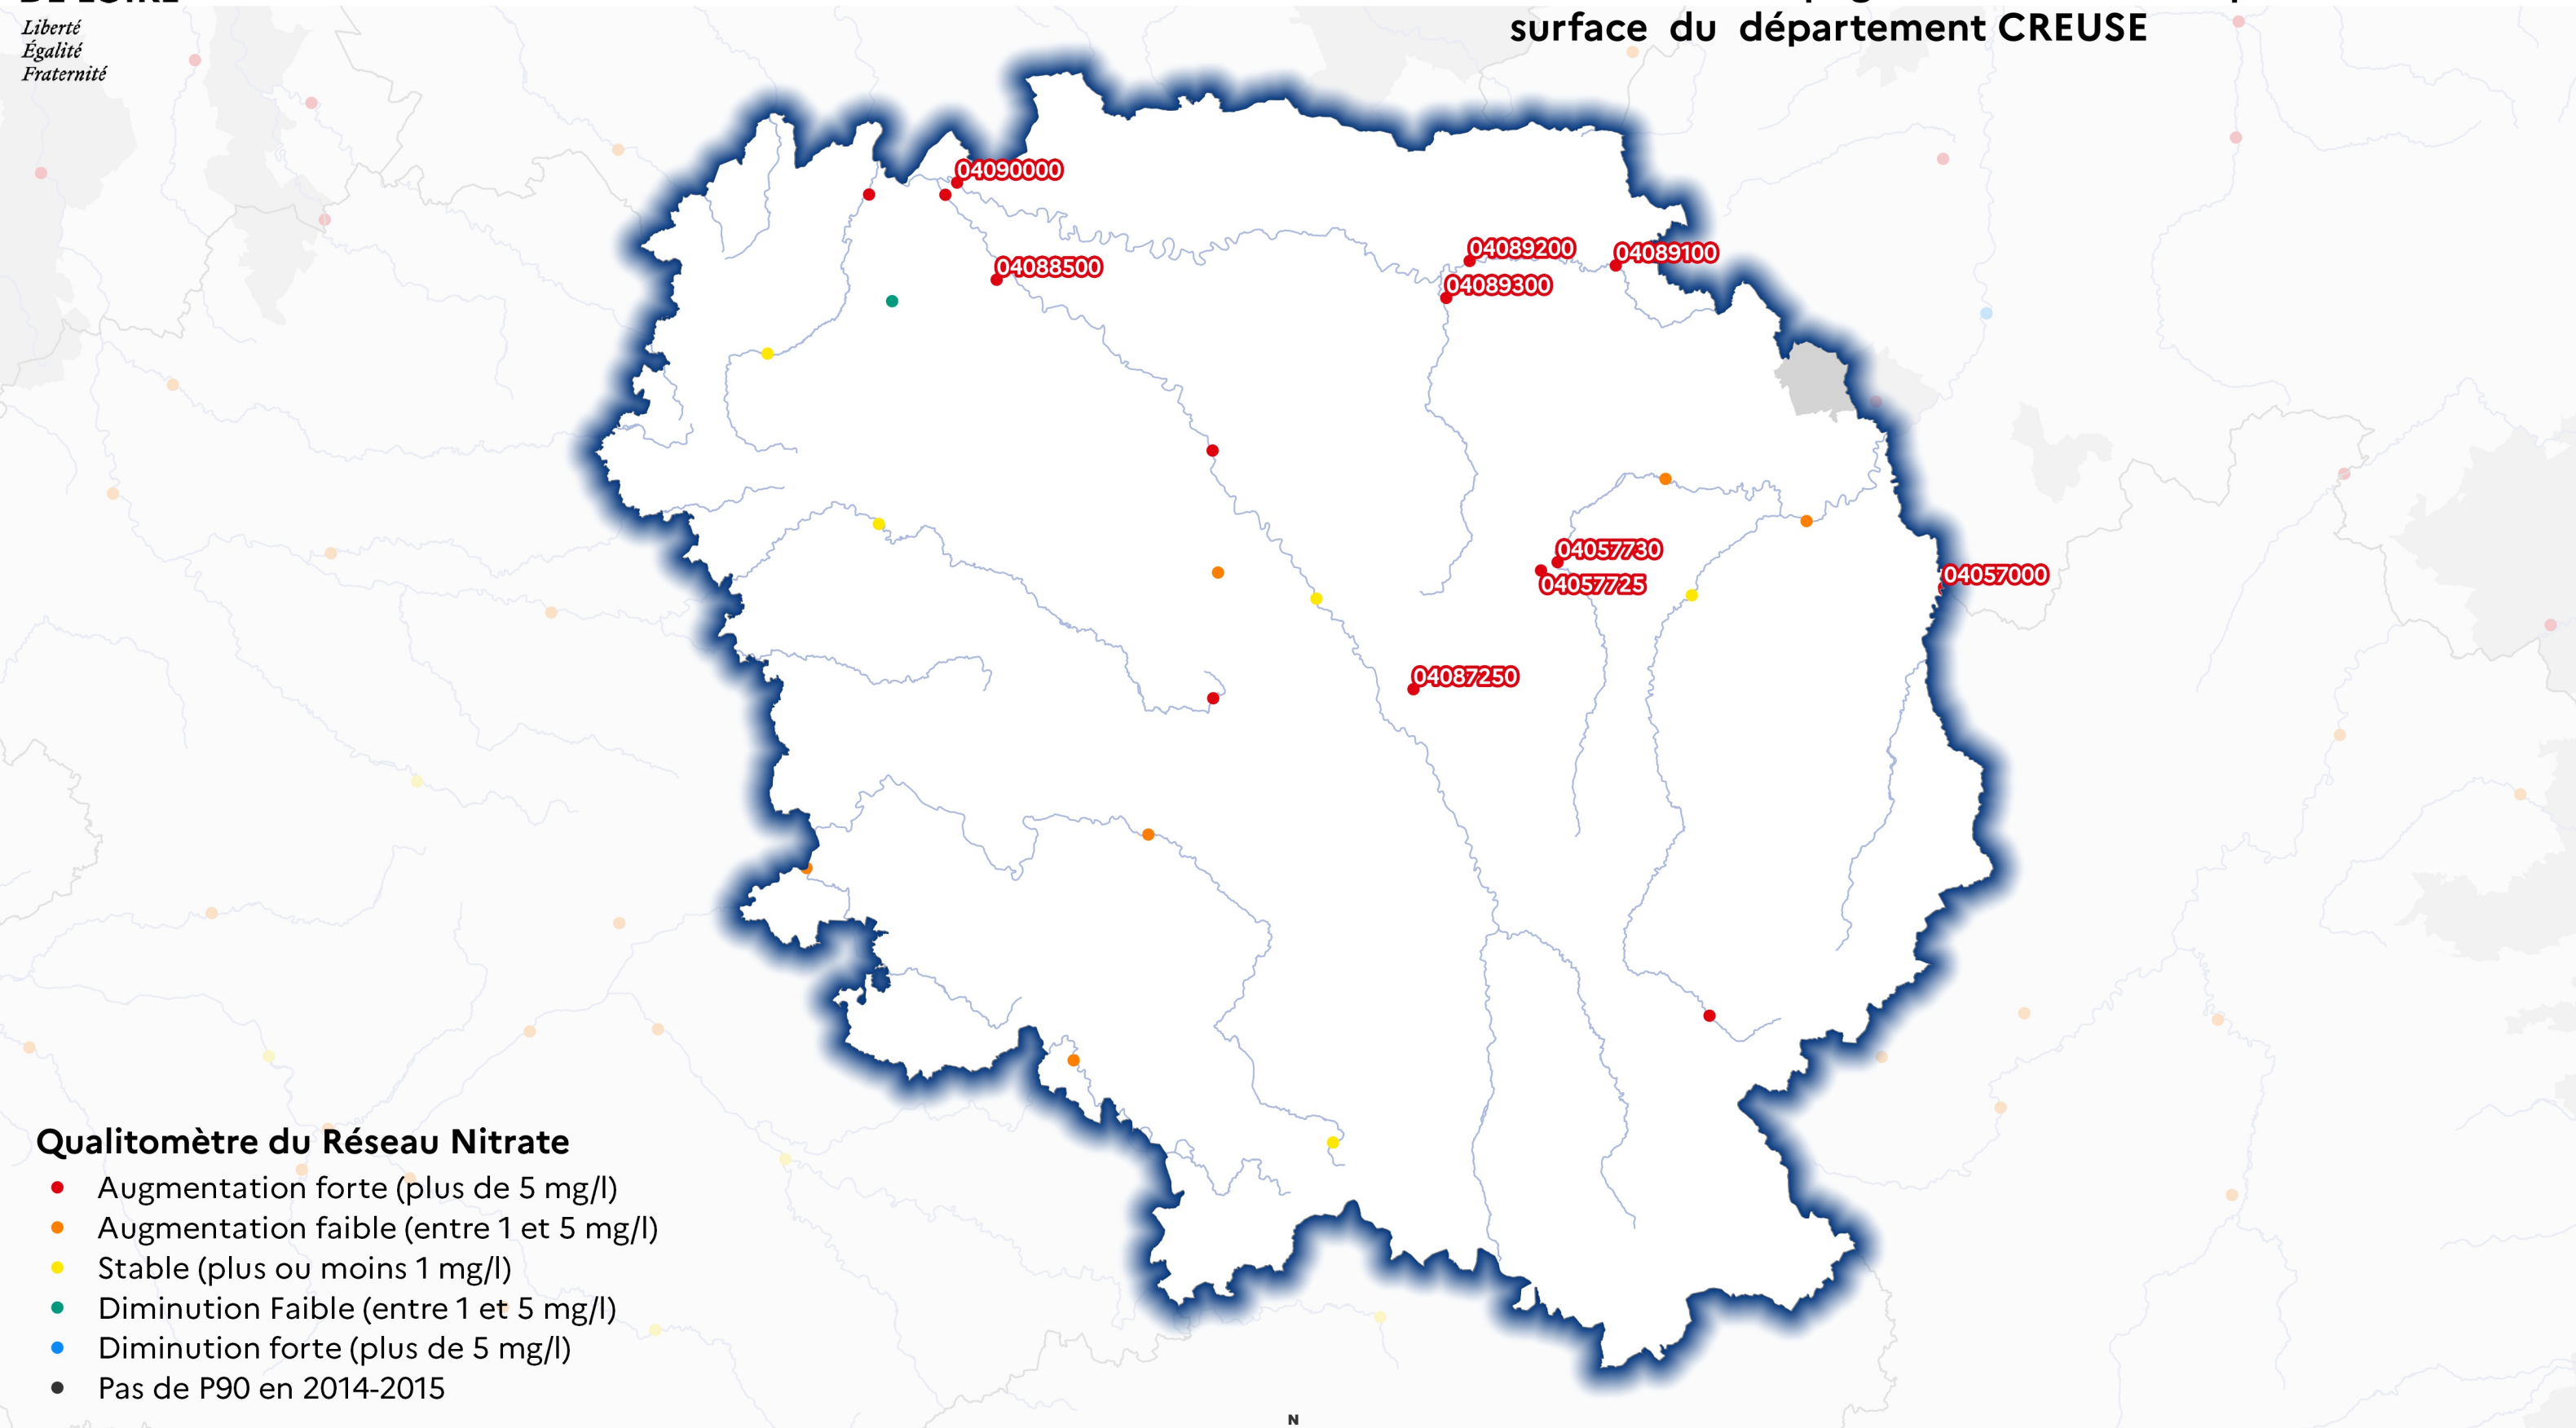 DE LOIRE
Liberté
Égalité
Fraternité
surface du département CREUSE
04090000
04088500
04089200
04089100
04089300
04057730
04057725
04057000
04087250
Qualitomètre du Réseau Nitrate
Augmentation forte (plus de 5 mg/l)
Augmentation faible (entre 1 et 5 mg/l)
Stable (plus ou moins 1 mg/l)
Diminution Faible (entre 1 et 5 mg/l)
Diminution forte (plus de 5 mg/l)
Pas de P90 en 2014-2015
N